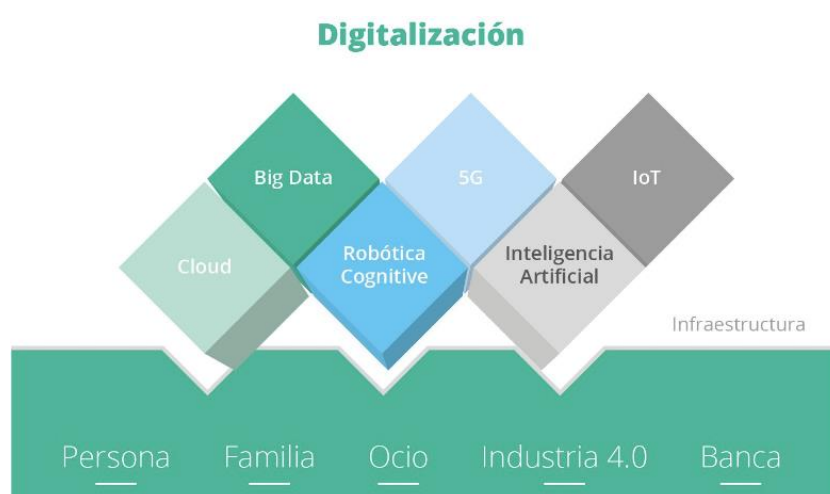 Digitalización
Big Data
5G
IoT
Cloud
Robótica
Cognitive
Inteligencia
Artificial
Infraestructura
Persona
Familia
Ocio
Industria 4.0
Banca